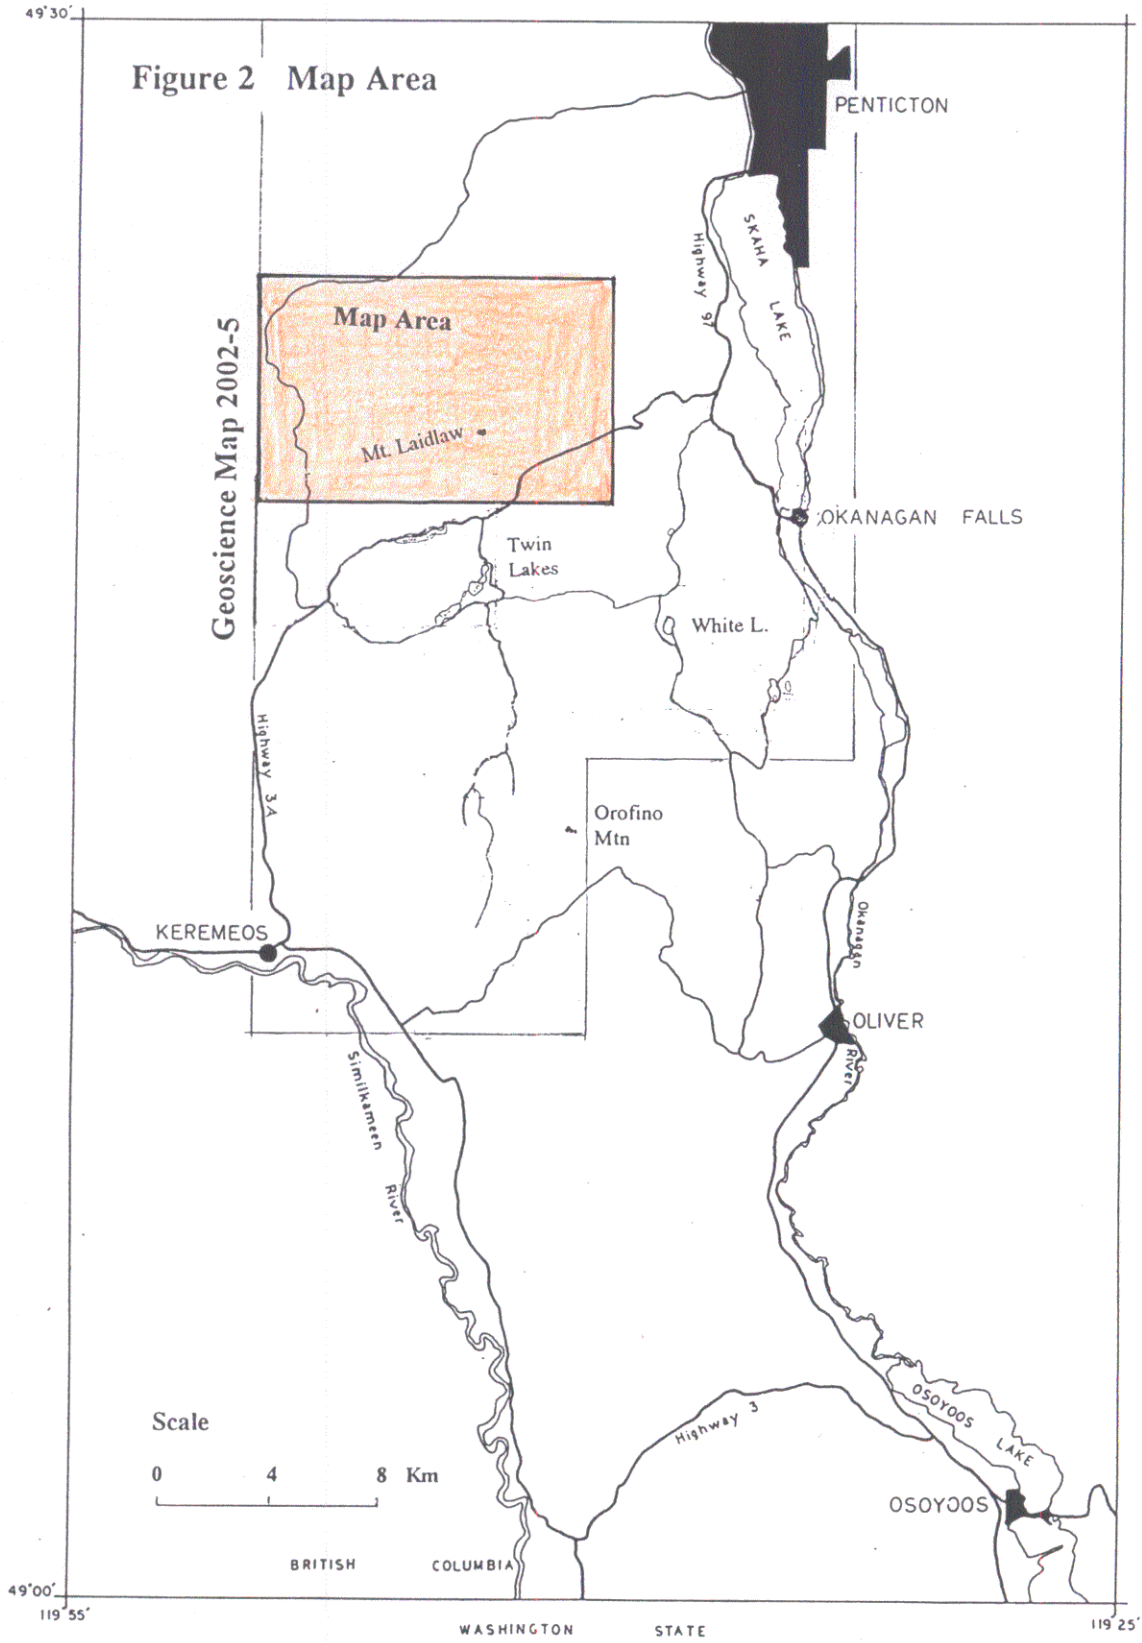 49°30'
Figure 2 Map Area
PENTICTON
SKAHA LAKE
Highway 97
Map Area
Geoscience Map 2002-5
Mt. Laidlaw
OKANAGAN FALLS
Twin
Lakes
White L.
Highway 3A
Orofino
Mtn
KEREMEOS
Okanagan River
OLIVER
Similkameen River
OSOYOOS LAKE
Highway 3
Scale
0 4 8 Km
OSOYOOS
BRITISH COLUMBIA
49°00'
119°55'
119°25'
WASHINGTON STATE